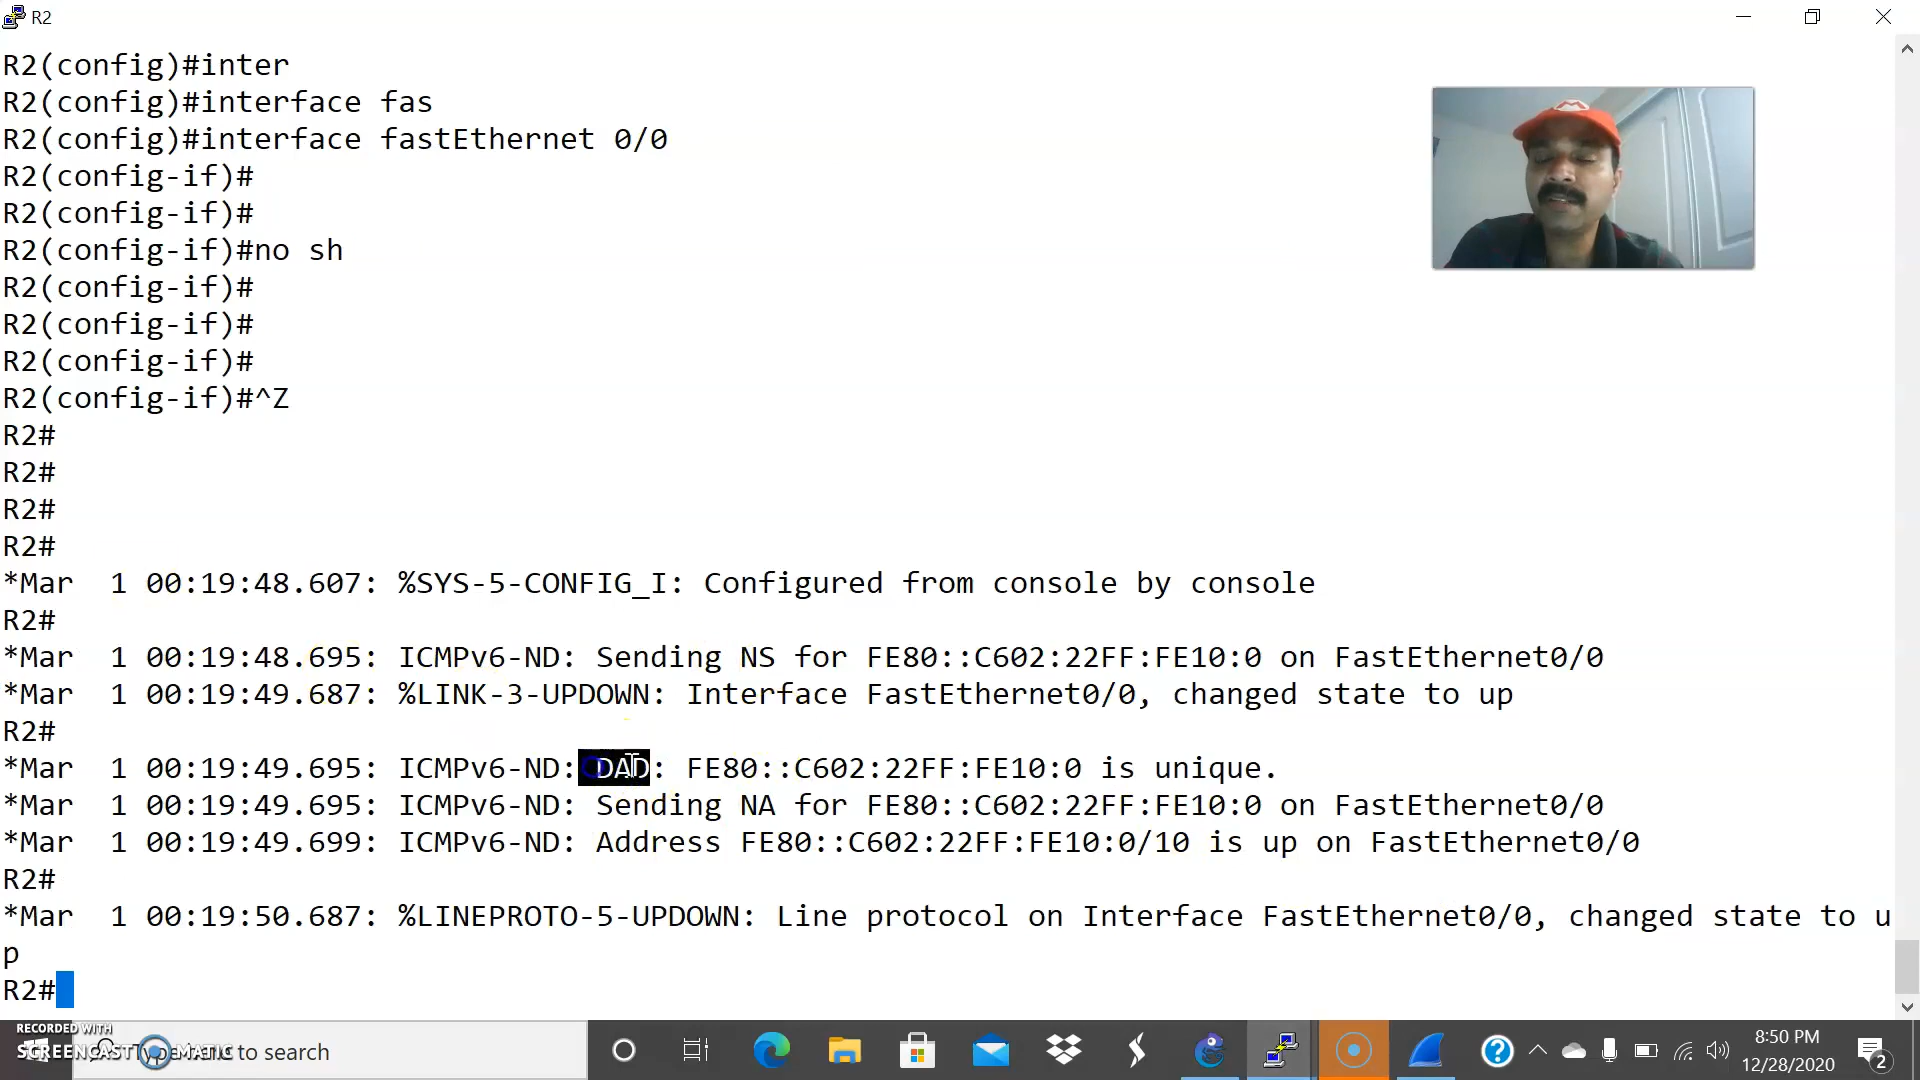 R2
R2(config)#inter
R2(config)#interface fas
R2(config)#interface fastEthernet 0/0
R2(config-if)#
R2(config-if)#
R2(config-if)#no sh
R2(config-if)#
R2(config-if)#
R2(config-if)#
R2(config-if)#^Z
R2#
R2#
R2#
R2#
*Mar  1 00:19:48.607: %SYS-5-CONFIG_I: Configured from console by console
R2#
*Mar  1 00:19:48.695: ICMPv6-ND: Sending NS for FE80::C602:22FF:FE10:0 on FastEthernet0/0
*Mar  1 00:19:49.687: %LINK-3-UPDOWN: Interface FastEthernet0/0, changed state to up
R2#
*Mar  1 00:19:49.695: ICMPv6-ND: DAD: FE80::C602:22FF:FE10:0 is unique.
*Mar  1 00:19:49.695: ICMPv6-ND: Sending NA for FE80::C602:22FF:FE10:0 on FastEthernet0/0
*Mar  1 00:19:49.699: ICMPv6-ND: Address FE80::C602:22FF:FE10:0/10 is up on FastEthernet0/0
R2#
*Mar  1 00:19:50.687: %LINEPROTO-5-UPDOWN: Line protocol on Interface FastEthernet0/0, changed state to u
p
R2#
RECORDED WITH
SCREENCAST MATIC
Type here to search
8:50 PM
12/28/2020
2